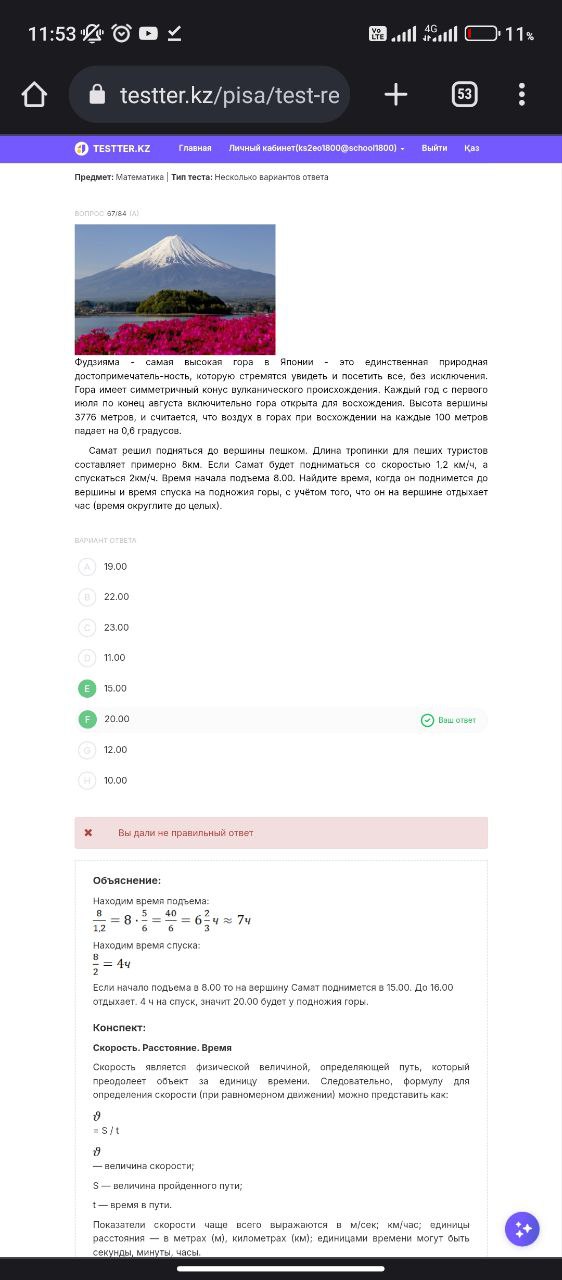 11:53
Vo
LTE
4G
11%
testter.kz/pisa/test-re
53
TESTTER.KZ
Главная
Личный кабинет(ks2eo1800@school1800)
Выйти
Қаз
Предмет: Математика | Тип теста: Несколько вариантов ответа
ВОПРОС 67/84 (A)
Фудзияма - самая высокая гора в Японии - это единственная природная
достопримечатель-ность, которую стремятся увидеть и посетить все, без исключения.
Гора имеет симметричный конус вулканического происхождения. Каждый год с первого
июля по конец августа включительно гора открыта для восхождения. Высота вершины
3776 метров, и считается, что воздух в горах при восхождении на каждые 100 метров
падает на 0,6 градусов.
Самат решил подняться до вершины пешком. Длина тропинки для пеших туристов
составляет примерно 8км. Если Самат будет подниматься со скоростью 1,2 км/ч, а
спускаться 2км/ч. Время начала подъема 8.00. Найдите время, когда он поднимется до
вершины и время спуска на подножия горы, с учётом того, что он на вершине отдыхает
час (время округлите до целых).
ВАРИАНТ ОТВЕТА
A 19.00
B 22.00
C 23.00
D 11.00
E 15.00
F 20.00 Ваш ответ
G 12.00
H 10.00
Вы дали не правильный ответ
Объяснение:
Находим время подъема:
8/1,2 = 8 · 5/6 = 40/6 = 6 2/3 ч ≈ 7ч
Находим время спуска:
8/2 = 4ч
Если начало подъема в 8.00 то на вершину Самат поднимется в 15.00. До 16.00
отдыхает. 4 ч на спуск, значит 20.00 будет у подножия горы.
Конспект:
Скорость. Расстояние. Время
Скорость является физической величиной, определяющей путь, который
преодолеет объект за единицу времени. Следовательно, формулу для
определения скорости (при равномерном движении) можно представить как:
ϑ
= S / t
ϑ
— величина скорости;
S — величина пройденного пути;
t — время в пути.
Показатели скорости чаще всего выражаются в м/сек; км/час; единицы
расстояния — в метрах (м), километрах (км); единицами времени могут быть
секунды, минуты, часы.